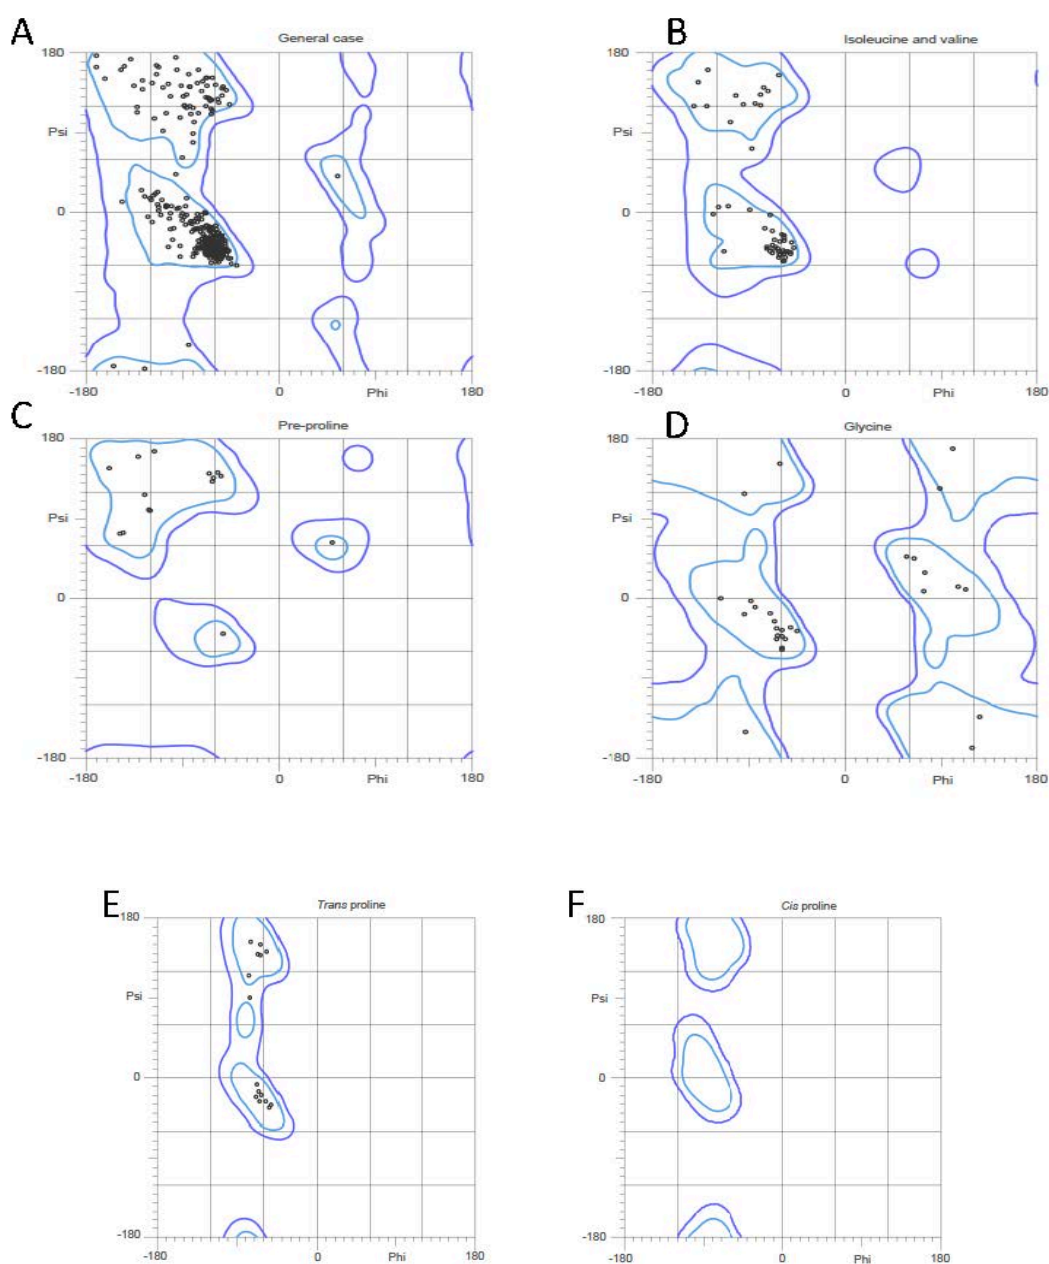 A
General case
180
Psi
0
-180
-180
0
Phi
180
B
Isoleucine and valine
180
Psi
0
-180
-180
0
Phi
180
C
Pre-proline
180
Psi
0
-180
-180
0
Phi
180
D
Glycine
180
Psi
0
-180
-180
0
Phi
180
E
Trans proline
180
Psi
0
-180
-180
0
Phi
180
F
Cis proline
180
Psi
0
-180
-180
0
Phi
180